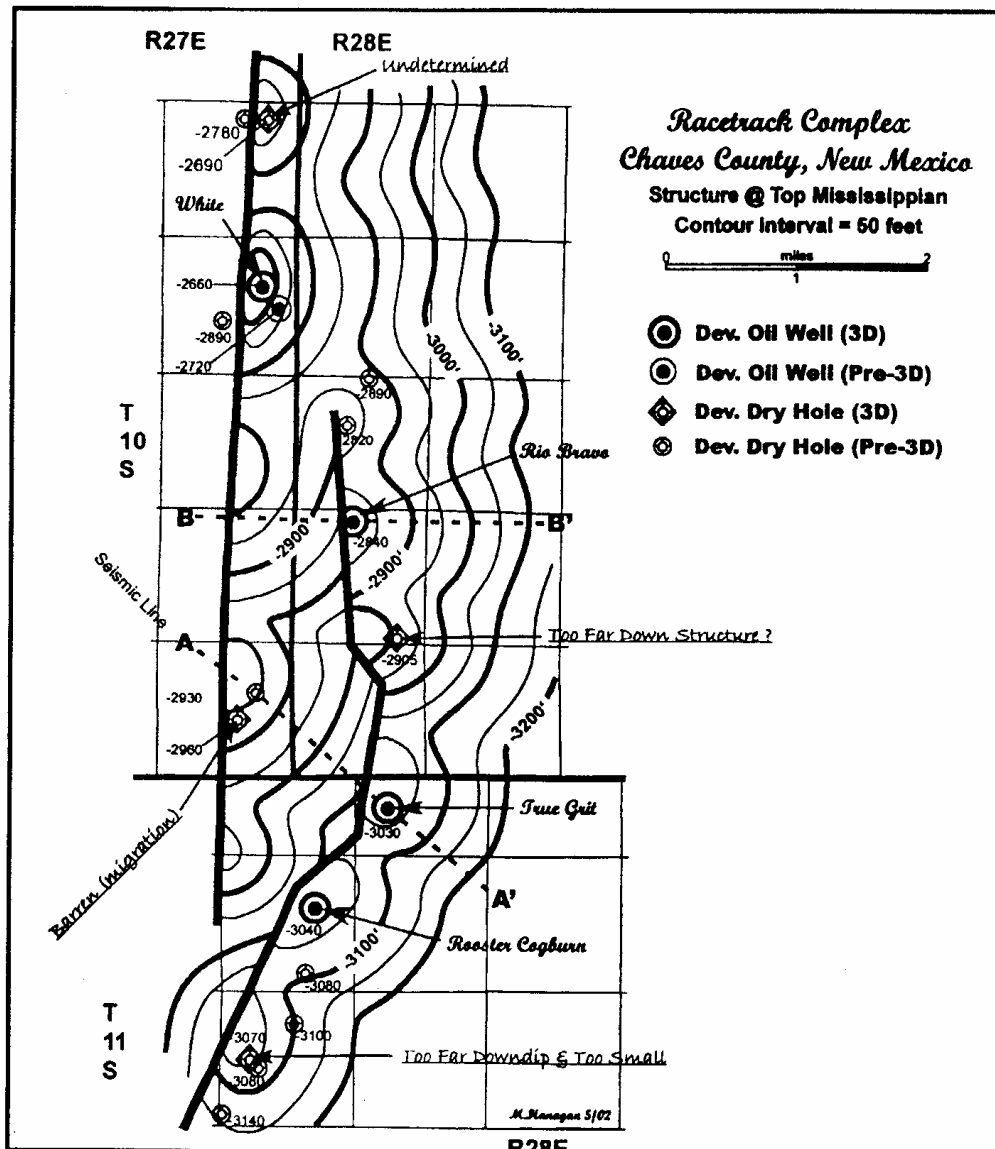 R27E
R28E
Undetermined
-2780
-2690
White
-2660
-2890
-2720
Racetrack Complex
Chaves County, New Mexico
Structure @ Top Mississippian
Contour Interval = 50 feet
0 miles 2
1
Dev. Oil Well (3D)
Dev. Oil Well (Pre-3D)
Dev. Dry Hole (3D)
Dev. Dry Hole (Pre-3D)
-3000'
-3100'
-2890
-2820
T
10
S
Rio Bravo
B
B'
-2840
-2900'
-2900'
Seismic Line
A
Too Far Down Structure ?
-2905
-2930
-2960
-3200'
Barren (migration)
True Grit
-3030
A'
-3040
Rooster Cogburn
-3100'
-3080
T
11
S
-3070
-3100
Too Far Downdip & Too Small
-3080
-3140
M.Hanagan 5/02
R28E